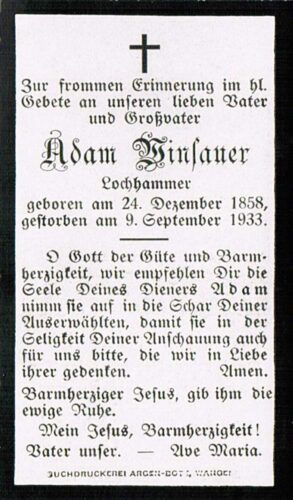 Zur frommen Erinnerung im hl.
Gebete an unseren lieben Vater
und Großvater
Adam Winsauer
Lochhammer
geboren am 24. Dezember 1858,
gestorben am 9. September 1933.
O Gott der Güte und Barm-
herzigkeit, wir empfehlen Dir die
Seele Deines Dieners Adam
nimm sie auf in die Schar Deiner
Auserwählten, damit sie in der
Seligkeit Deiner Anschauung auch
für uns bitte, die wir in Liebe
ihrer gedenken. Amen.
Barmherziger Jesus, gib ihm die
ewige Ruhe.
Mein Jesus, Barmherzigkeit!
Vater unser. — Ave Maria.
BUCHDRUCKEREI ARGEN-BOTE, WANGEN